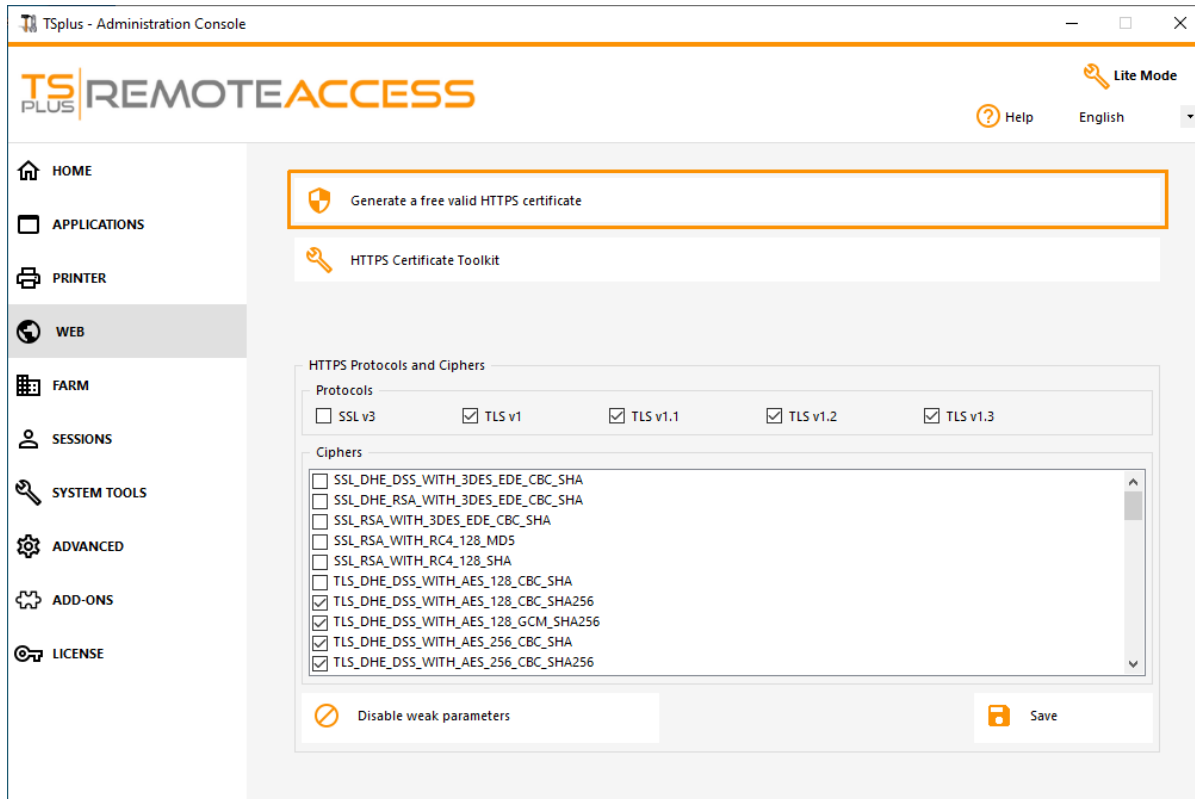 TSplus - Administration Console
TS PLUS REMOTEACCESS
Lite Mode
Help English
HOME
APPLICATIONS
PRINTER
WEB
FARM
SESSIONS
SYSTEM TOOLS
ADVANCED
ADD-ONS
LICENSE
Generate a free valid HTTPS certificate
HTTPS Certificate Toolkit
HTTPS Protocols and Ciphers
Protocols
SSL v3 TLS v1 TLS v1.1 TLS v1.2 TLS v1.3
Ciphers
SSL_DHE_DSS_WITH_3DES_EDE_CBC_SHA
SSL_DHE_RSA_WITH_3DES_EDE_CBC_SHA
SSL_RSA_WITH_3DES_EDE_CBC_SHA
SSL_RSA_WITH_RC4_128_MD5
SSL_RSA_WITH_RC4_128_SHA
TLS_DHE_DSS_WITH_AES_128_CBC_SHA
TLS_DHE_DSS_WITH_AES_128_CBC_SHA256
TLS_DHE_DSS_WITH_AES_128_GCM_SHA256
TLS_DHE_DSS_WITH_AES_256_CBC_SHA
TLS_DHE_DSS_WITH_AES_256_CBC_SHA256
Disable weak parameters
Save